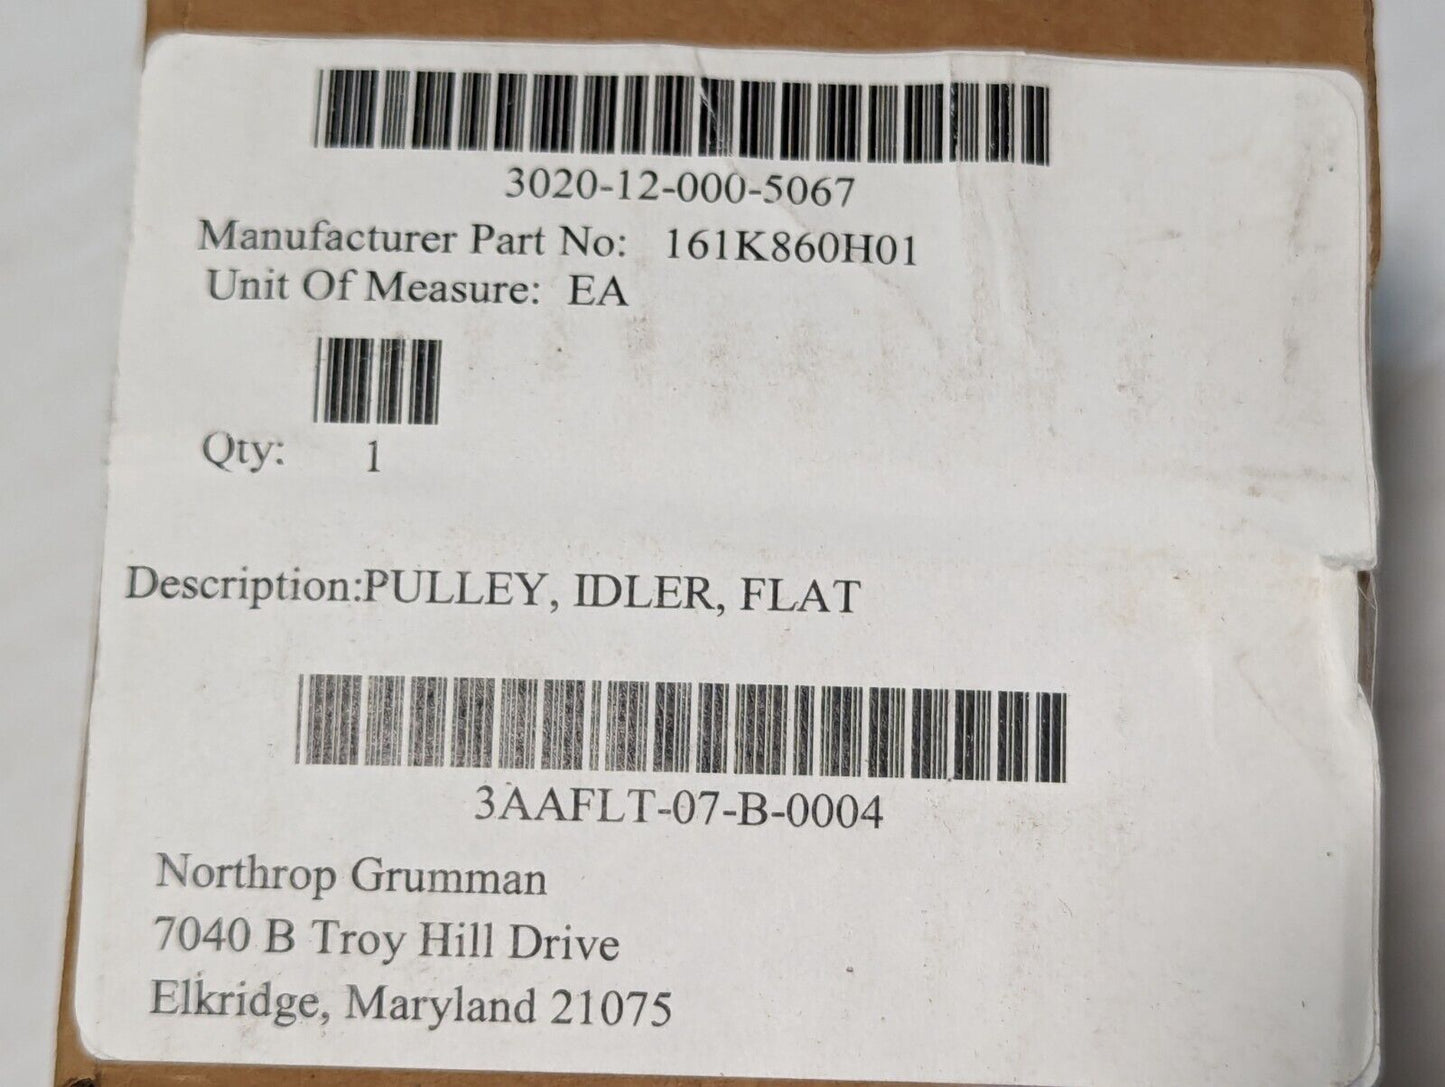 3020-12-000-5067
Manufacturer Part No: 161K860H01
Unit Of Measure: EA
Qty: 1
Description:PULLEY, IDLER, FLAT
3AAFLT-07-B-0004
Northrop Grumman
7040 B Troy Hill Drive
Elkridge, Maryland 21075